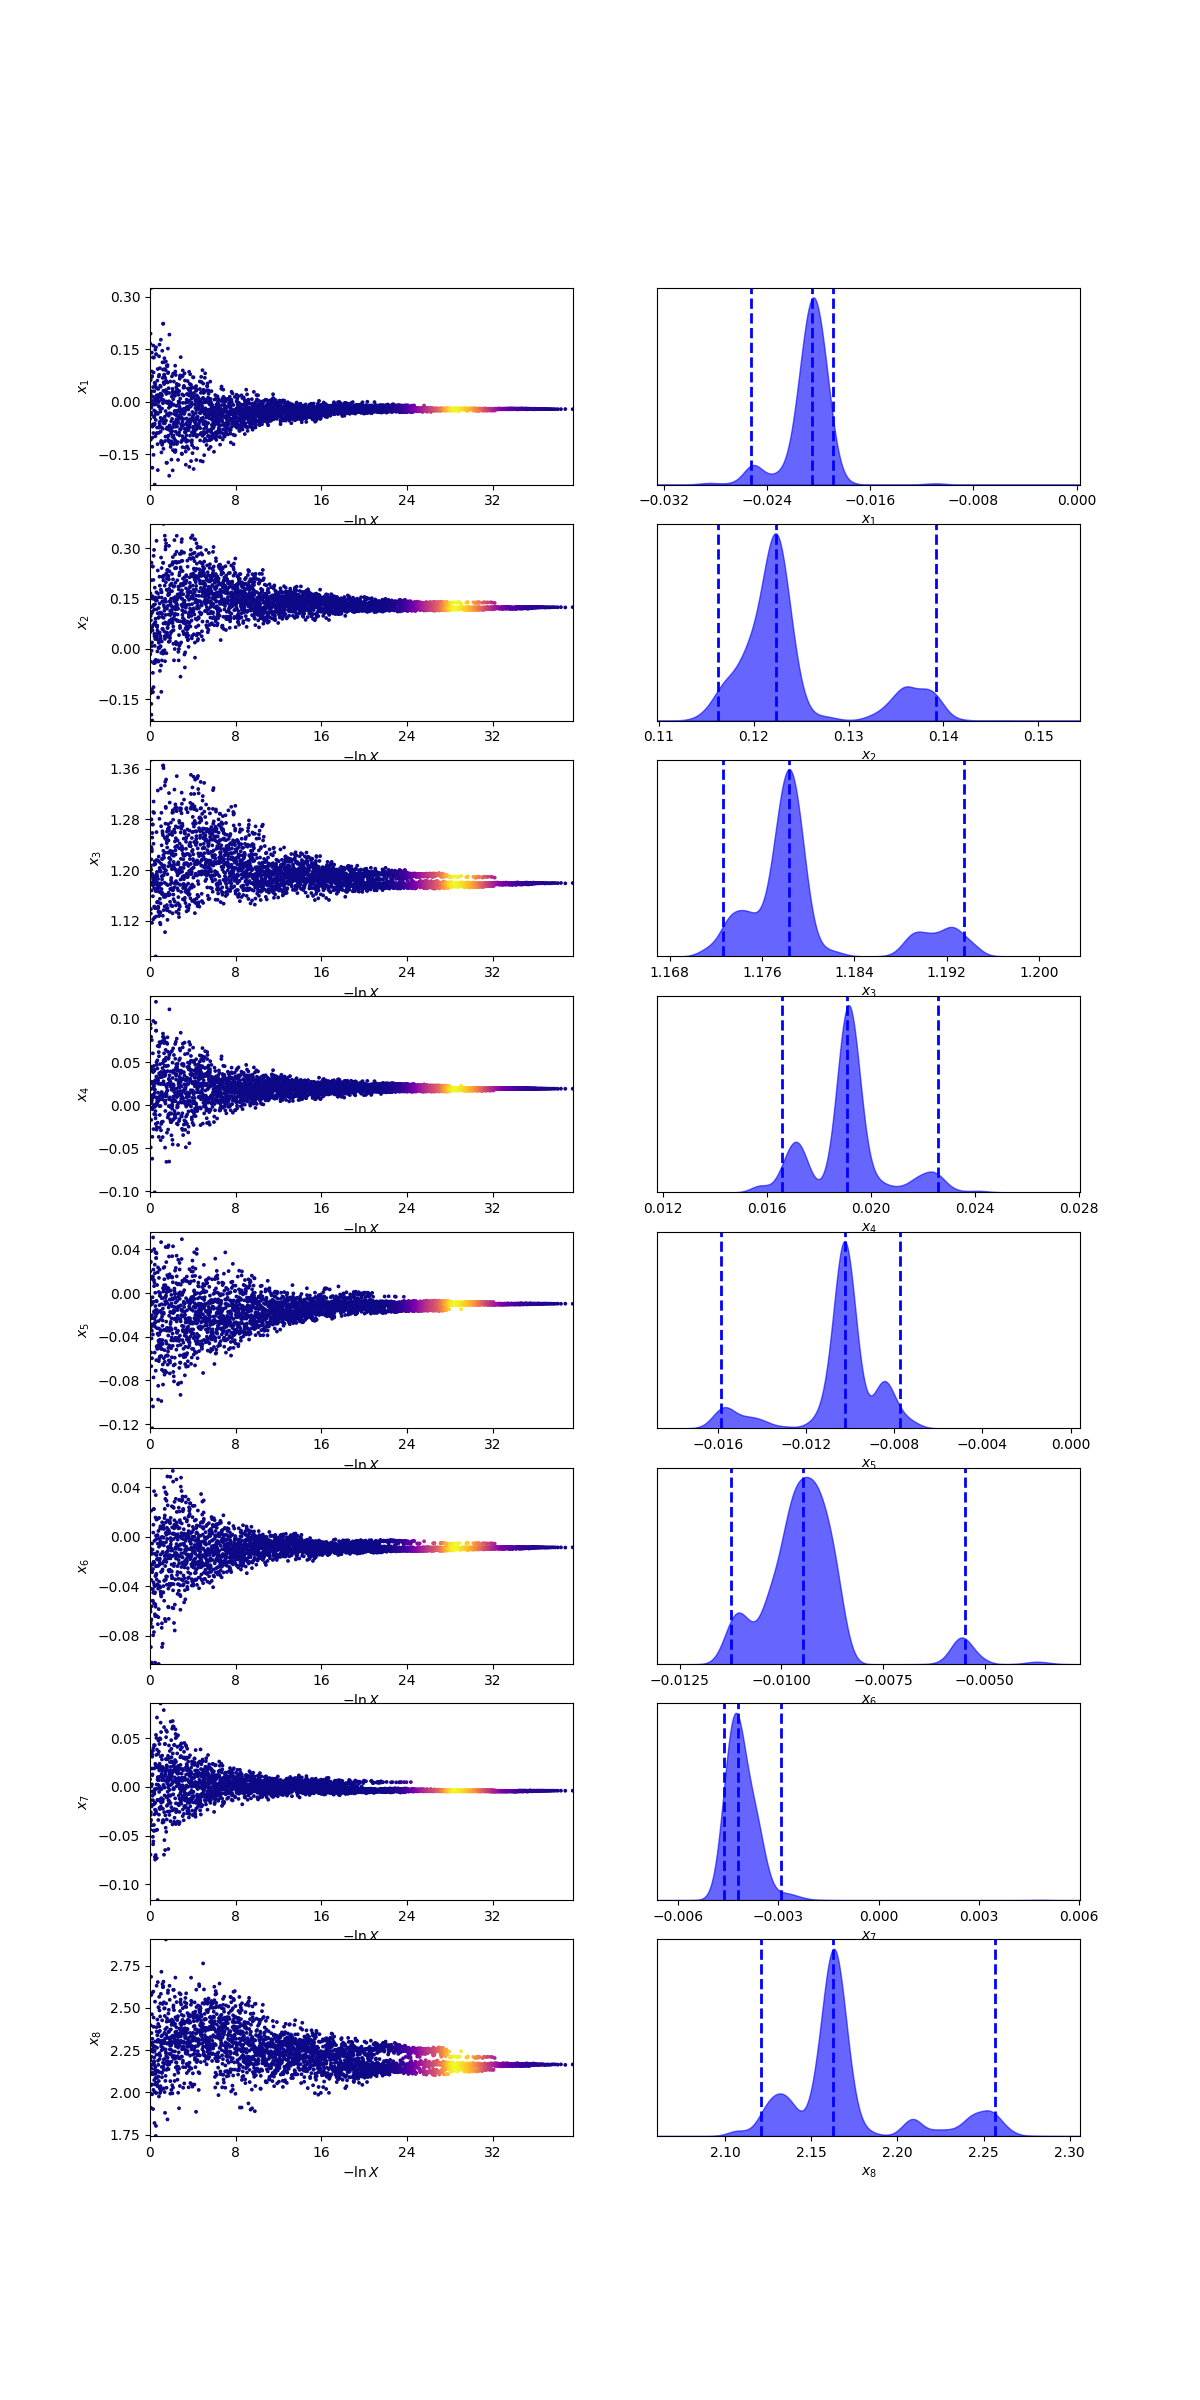 0.30
0.15
0.00
−0.15
x₁
0 8 16 24 32
−ln X
−0.032 −0.024 −0.016 −0.008 0.000
x₁
0.30
0.15
0.00
−0.15
x₂
0 8 16 24 32
−ln X
0.11 0.12 0.13 0.14 0.15
x₂
1.36
1.28
1.20
1.12
x₃
0 8 16 24 32
−ln X
1.168 1.176 1.184 1.192 1.200
x₃
0.10
0.05
0.00
−0.05
−0.10
x₄
0 8 16 24 32
−ln X
0.012 0.016 0.020 0.024 0.028
x₄
0.04
0.00
−0.04
−0.08
−0.12
x₅
0 8 16 24 32
−ln X
−0.016 −0.012 −0.008 −0.004 0.000
x₅
0.04
0.00
−0.04
−0.08
x₆
0 8 16 24 32
−ln X
−0.0125 −0.0100 −0.0075 −0.0050
x₆
0.05
0.00
−0.05
−0.10
x₇
0 8 16 24 32
−ln X
−0.006 −0.003 0.000 0.003 0.006
x₇
2.75
2.50
2.25
2.00
1.75
x₈
0 8 16 24 32
−ln X
2.10 2.15 2.20 2.25 2.30
x₈